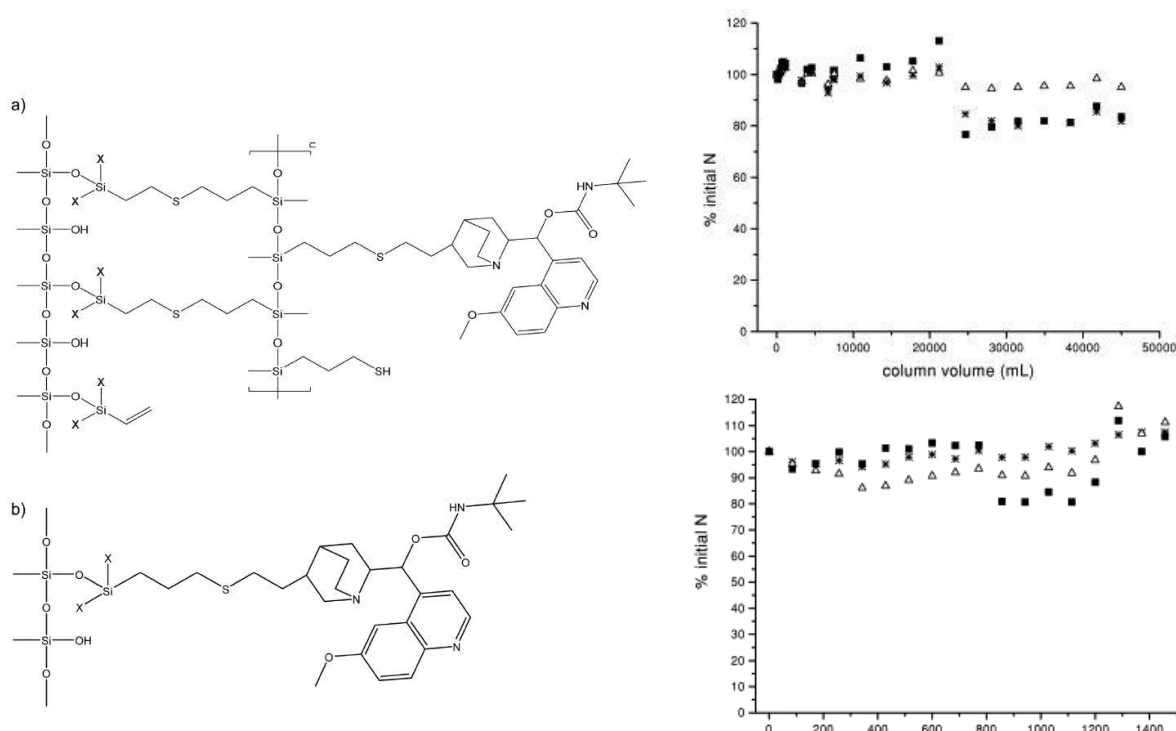 a)
O
X
n
Si
O
Si
X
S
O
O
Si
OH
HN
O
O
Si
S
N
O
X
Si
O
Si
X
S
Si
O
N
O
Si
OH
O
Si
SH
O
X
Si
O
Si
X
O
b)
O
X
Si
O
Si
X
S
N
O
HN
O
O
Si
OH
O
O
N
% initial N
120
100
80
60
40
20
0
0 10000 20000 30000 40000 50000
column volume (mL)
% initial N
120
110
100
90
80
70
60
50
40
30
20
10
0
0 200 400 600 800 1000 1200 1400